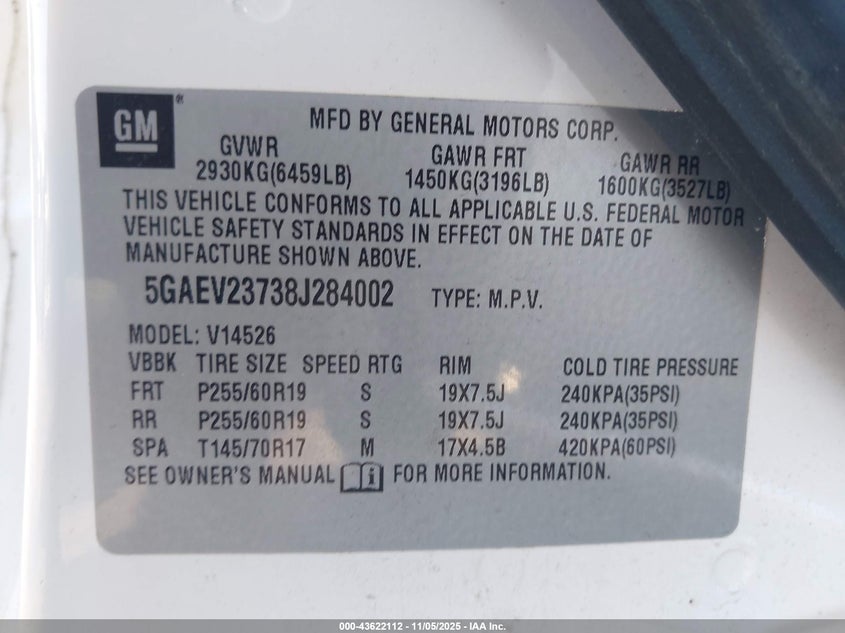 GM®
MFD BY GENERAL MOTORS CORP.
GVWR GAWR FRT GAWR RR
2930KG(6459LB) 1450KG(3196LB) 1600KG(3527LB)
THIS VEHICLE CONFORMS TO ALL APPLICABLE U.S. FEDERAL MOTOR
VEHICLE SAFETY STANDARDS IN EFFECT ON THE DATE OF
MANUFACTURE SHOWN ABOVE.
5GAEV23738J284002 TYPE: M.P.V.
MODEL: V14526
VBBK TIRE SIZE SPEED RTG RIM COLD TIRE PRESSURE
FRT P255/60R19 S 19X7.5J 240KPA(35PSI)
RR P255/60R19 S 19X7.5J 240KPA(35PSI)
SPA T145/70R17 M 17X4.5B 420KPA(60PSI)
SEE OWNER'S MANUAL i FOR MORE INFORMATION.
000-43622112 - 11/05/2025 - IAA Inc.